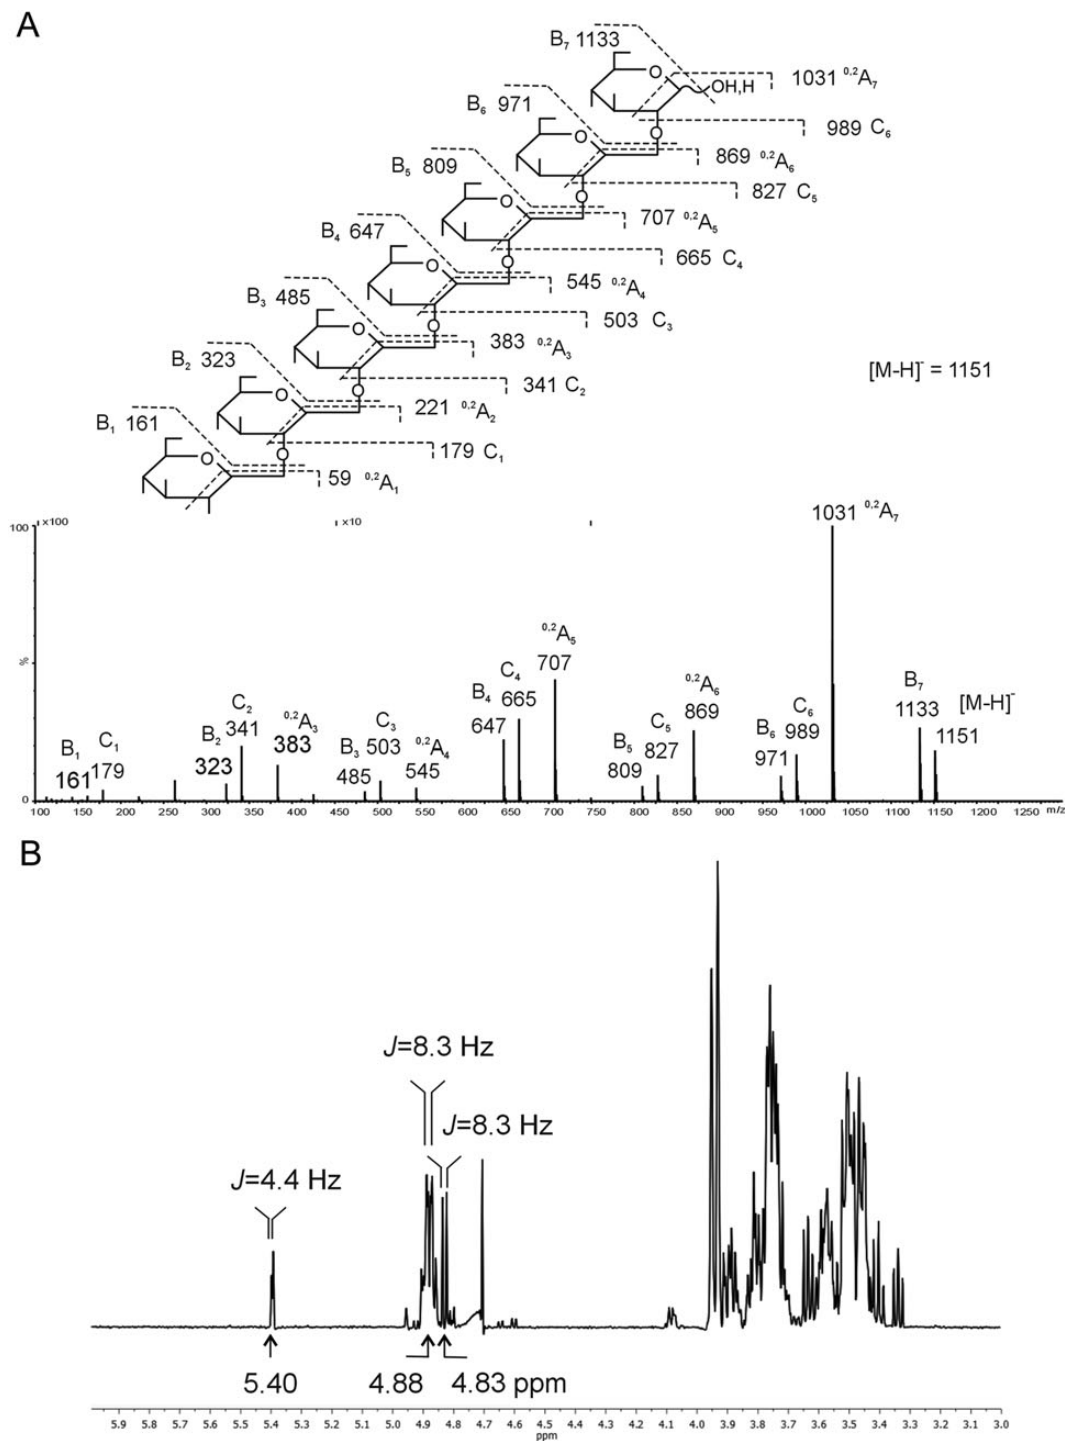 A
B₇ 1133
O
OH,H
1031 ⁰,²A₇
B₆ 971
O
989 C₆
O
869 ⁰,²A₆
B₅ 809
O
827 C₅
O
707 ⁰,²A₅
B₄ 647
O
665 C₄
O
545 ⁰,²A₄
B₃ 485
O
503 C₃
O
383 ⁰,²A₃
B₂ 323
O
341 C₂
[M-H]⁻ = 1151
O
221 ⁰,²A₂
B₁ 161
O
179 C₁
O
59 ⁰,²A₁
100 x100 x10
1031 ⁰,²A₇
%
B₁ 161
C₁ 179
B₂ 323
C₂ 341
⁰,²A₃ 383
B₃ 485
C₃ 503
⁰,²A₄ 545
B₄ 647
C₄ 665
⁰,²A₅ 707
B₅ 809
C₅ 827
⁰,²A₆ 869
B₆ 971
C₆ 989
B₇ 1133
[M-H]⁻ 1151
0
100 150 200 250 300 350 400 450 500 550 600 650 700 750 800 850 900 950 1000 1050 1100 1150 1200 1250 m/z
B
J=8.3 Hz
J=8.3 Hz
J=4.4 Hz
5.40 4.88 4.83 ppm
5.9 5.8 5.7 5.6 5.5 5.4 5.3 5.2 5.1 5.0 4.9 4.8 4.7 4.6 4.5 4.4 4.3 4.2 4.1 4.0 3.9 3.8 3.7 3.6 3.5 3.4 3.3 3.2 3.1 3.0
ppm